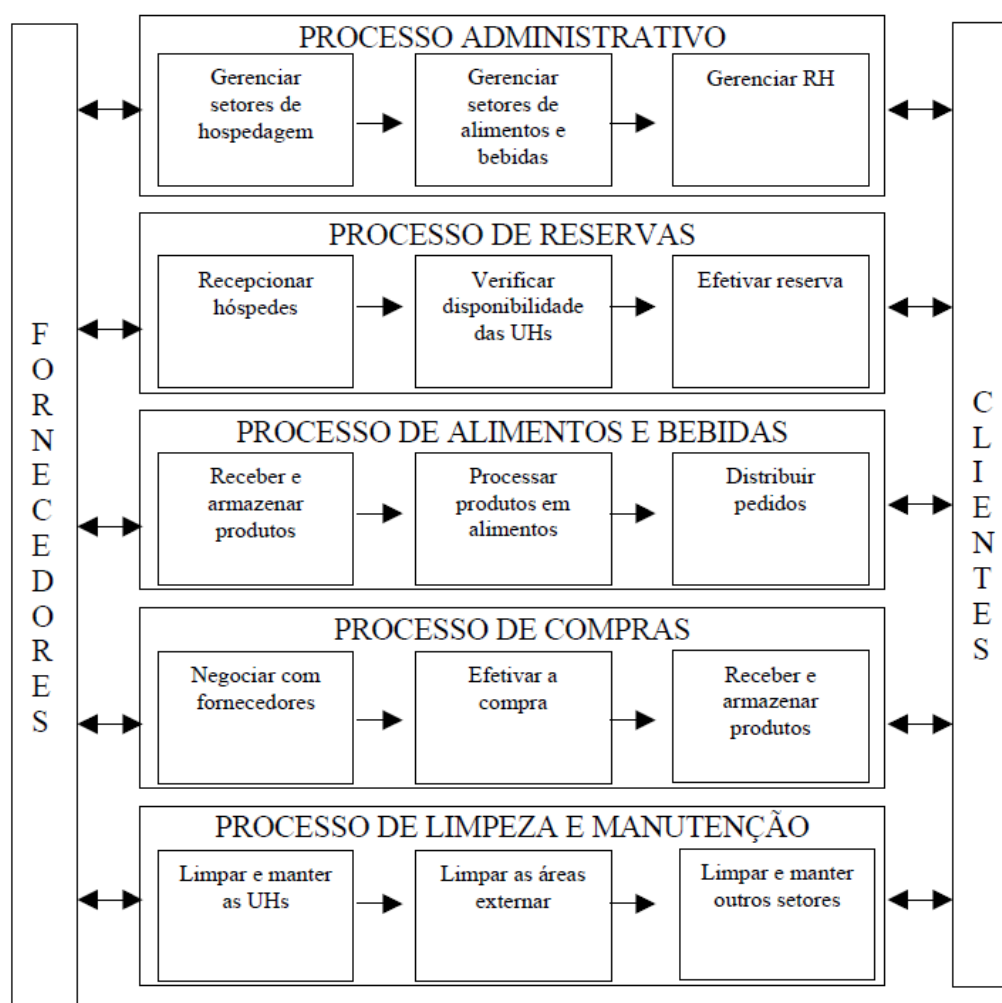 PROCESSO ADMINISTRATIVO
Gerenciar
setores de
hospedagem
Gerenciar
setores de
alimentos e
bebidas
Gerenciar RH
PROCESSO DE RESERVAS
Recepcionar
hóspedes
Verificar
disponibilidade
das UHs
Efetivar reserva
PROCESSO DE ALIMENTOS E BEBIDAS
Receber e
armazenar
produtos
Processar
produtos em
alimentos
Distribuir
pedidos
PROCESSO DE COMPRAS
Negociar com
fornecedores
Efetivar a
compra
Receber e
armazenar
produtos
PROCESSO DE LIMPEZA E MANUTENÇÃO
Limpar e manter
as UHs
Limpar as áreas
externar
Limpar e manter
outros setores
FORNECEDORES
CLIENTES